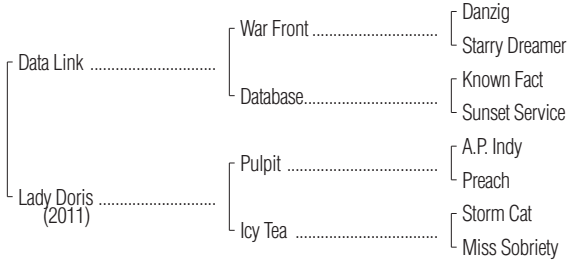 Danzig
War Front ..............................
Starry Dreamer
Data Link ..............................
Known Fact
Database................................
Sunset Service
A.P. Indy
Pulpit ....................................
Preach
Lady Doris ............................
(2011)
Storm Cat
Icy Tea ..................................
Miss Sobriety